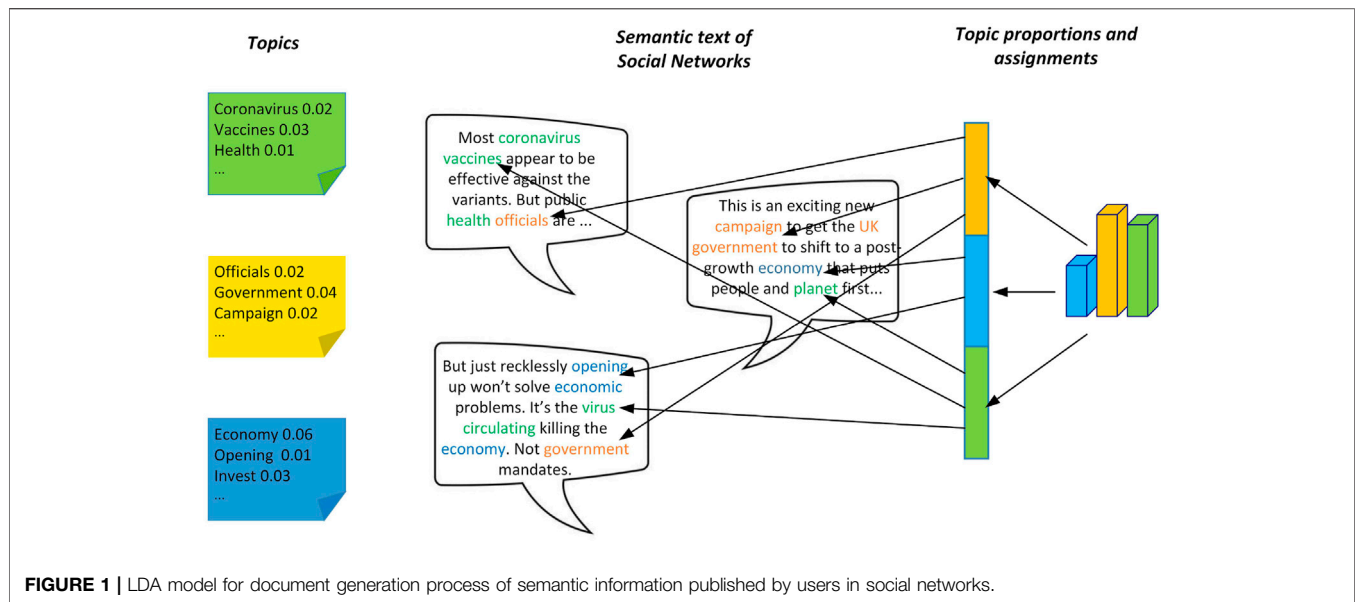 Topics
Semantic text of
Social Networks
Topic proportions and
assignments
Coronavirus 0.02
Vaccines 0.03
Health 0.01
...
Officials 0.02
Government 0.04
Campaign 0.02
...
Economy 0.06
Opening 0.01
Invest 0.03
...
Most coronavirus
vaccines appear to be
effective against the
variants. But public
health officials are ...
This is an exciting new
campaign to get the UK
government to shift to a post-
growth economy that puts
people and planet first...
But just recklessly opening
up won't solve economic
problems. It's the virus
circulating killing the
economy. Not government
mandates.
FIGURE 1 | LDA model for document generation process of semantic information published by users in social networks.